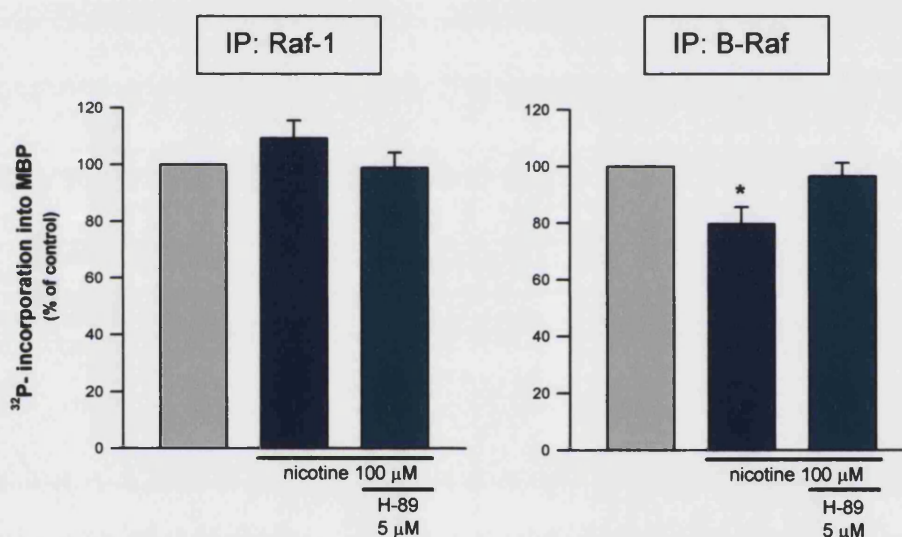 IP: Raf-1
IP: B-Raf
³²P- incorporation into MBP
(% of control)
120
100
80
60
40
20
0
nicotine 100 μM
H-89
5 μM
120
100
80
60
40
20
0
*
nicotine 100 μM
H-89
5 μM